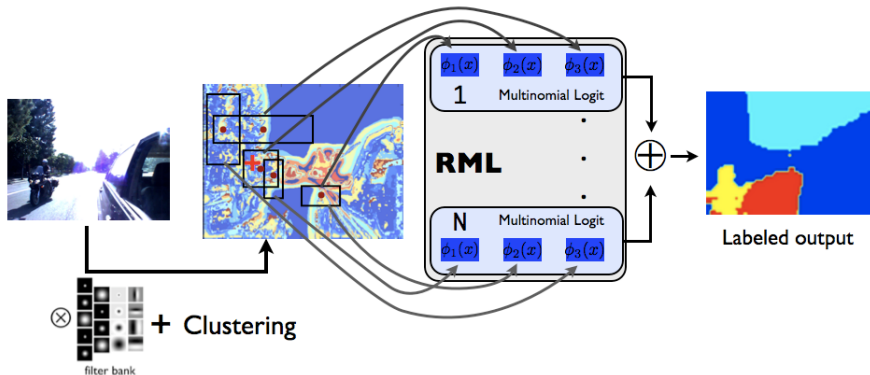 ϕ₁(x) ϕ₂(x) ϕ₃(x)
1 Multinomial Logit
RML
N Multinomial Logit
ϕ₁(x) ϕ₂(x) ϕ₃(x)
Labeled output
+ Clustering
filter bank